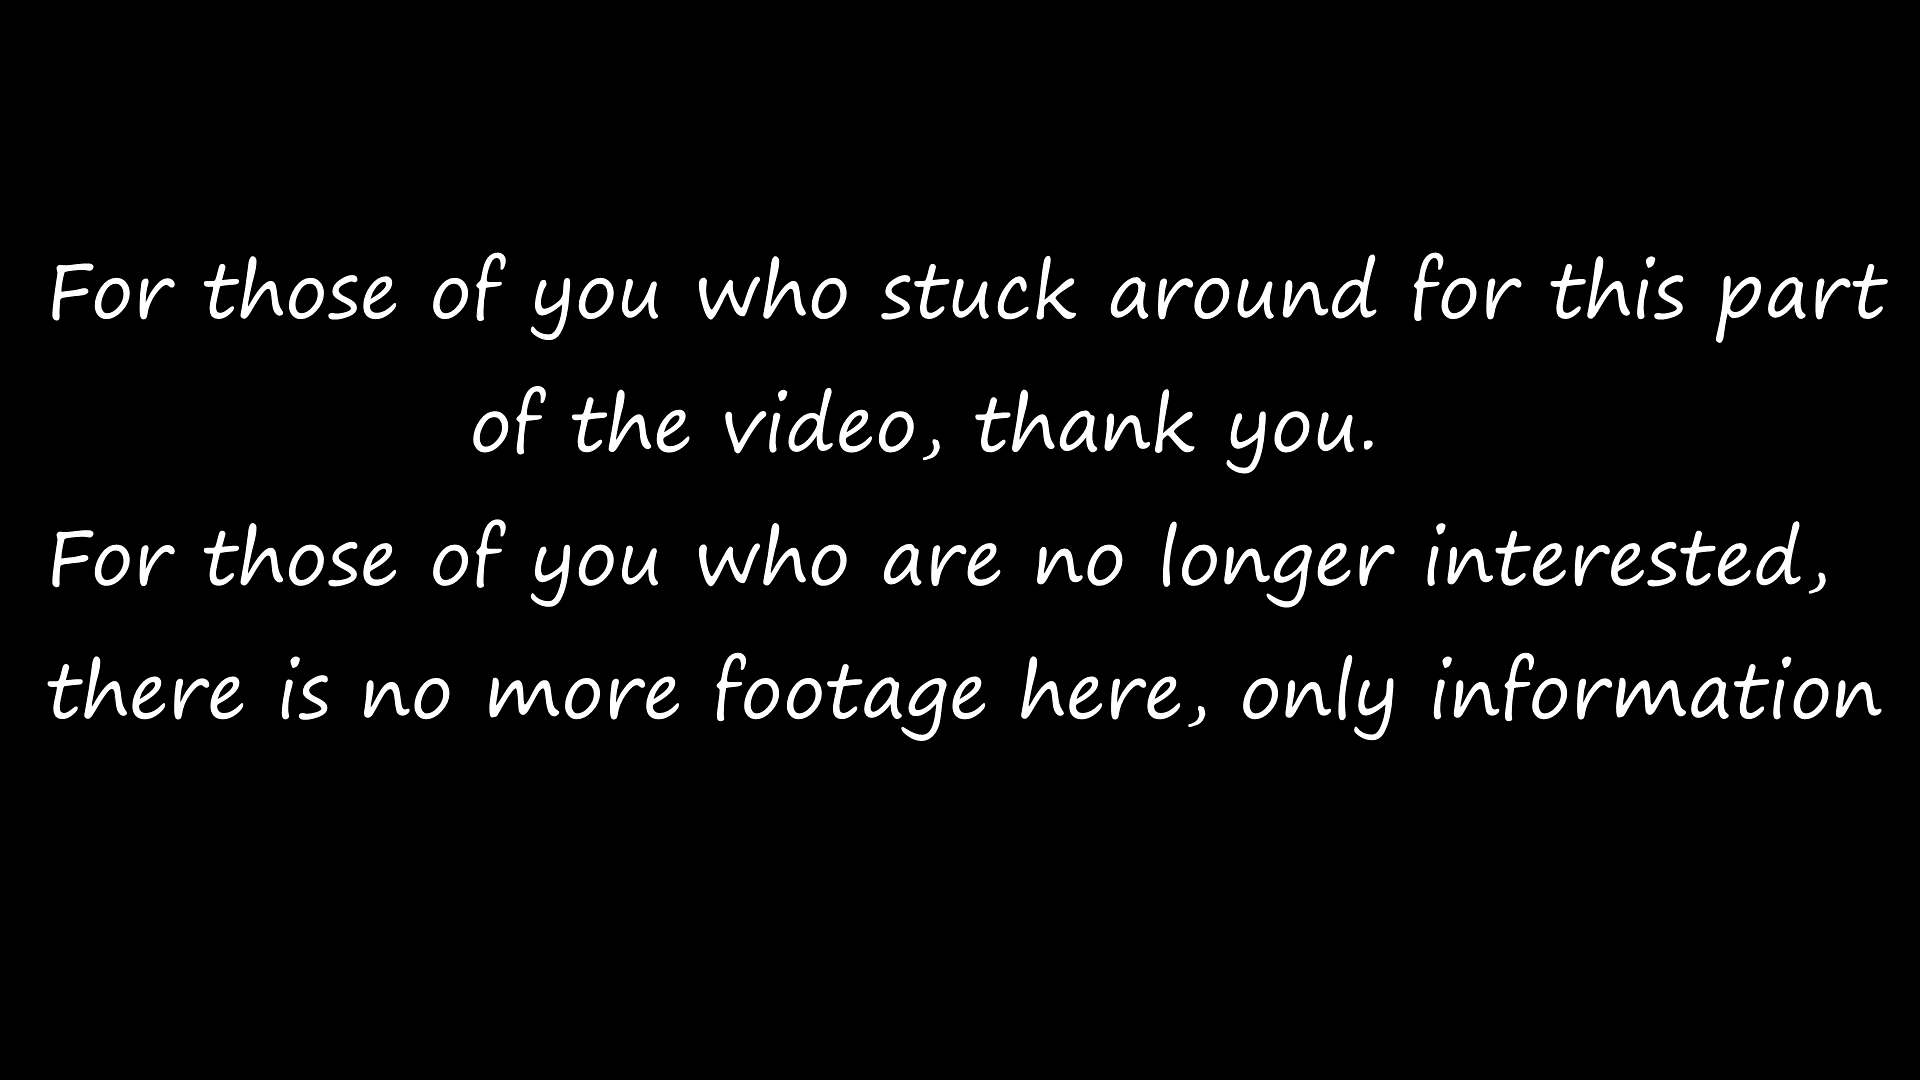 For those of you who stuck around for this part
of the video, thank you.
For those of you who are no longer interested,
there is no more footage here, only information